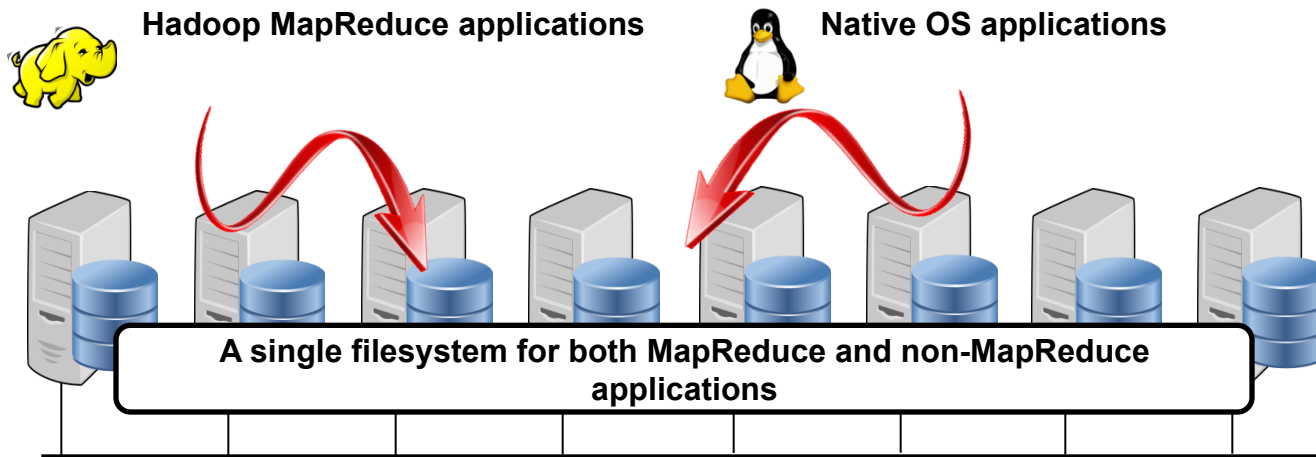 Hadoop MapReduce applications
Native OS applications
A single filesystem for both MapReduce and non-MapReduce
applications